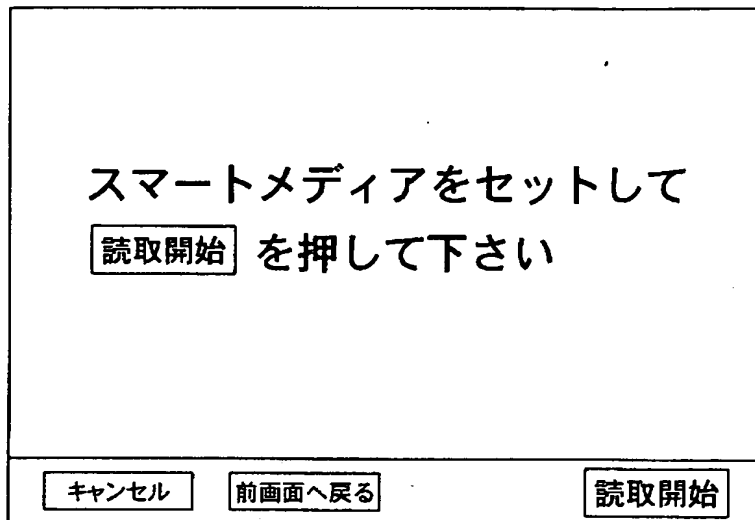 スマートメディアをセットして
読取開始 を押して下さい
キャンセル 前画面へ戻る 読取開始